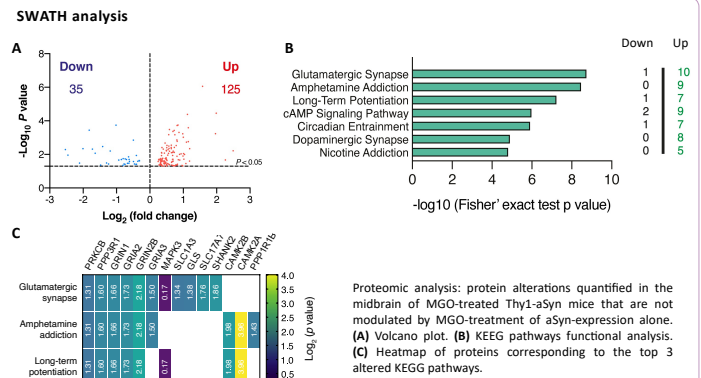 SWATH analysis
A
-Log10 P value
8
6
4
2
0
Down
35
Up
125
P<0.05
-3 -2 -1 0 1 2 3
Log2 (fold change)
B
Down Up
Glutamergic Synapse 1 10
Amphetamine Addiction 0 9
Long-Term Potentiation 1 7
cAMP Signaling Pathway 2 9
Circadian Entrainment 1 7
Dopaminergic Synapse 0 8
Nicotine Addiction 0 5
0 2 4 6 8 10
-log10 (Fisher' exact test p value)
C
PRKCB PPP3R1 GRIN1 GRIA2 GRIN2B GRIA3 MAPK3 SLC1A3 GLS SLC17A7 SHANK2 CAMK2B CAMK2A PPP1R1b
Glutamatergic
synapse
1.31 1.60 1.66 1.73 2.18 1.50 0.17 1.34 1.38 1.76 1.86
Amphetamine
addiction
1.31 1.60 1.66 1.73 2.18 1.50 1.98 3.96 1.43
Long-term
potentiation
1.31 1.60 1.66 1.73 2.18 0.17 1.98 3.96
4.0
3.5
3.0
2.5
2.0
1.5
1.0
0.5
Log2 (p value)
Proteomic analysis: protein alterations quantified in the
midbrain of MGO-treated Thy1-aSyn mice that are not
modulated by MGO-treatment of aSyn-expression alone.
(A) Volcano plot. (B) KEEG pathways functional analysis.
(C) Heatmap of proteins corresponding to the top 3
altered KEGG pathways.